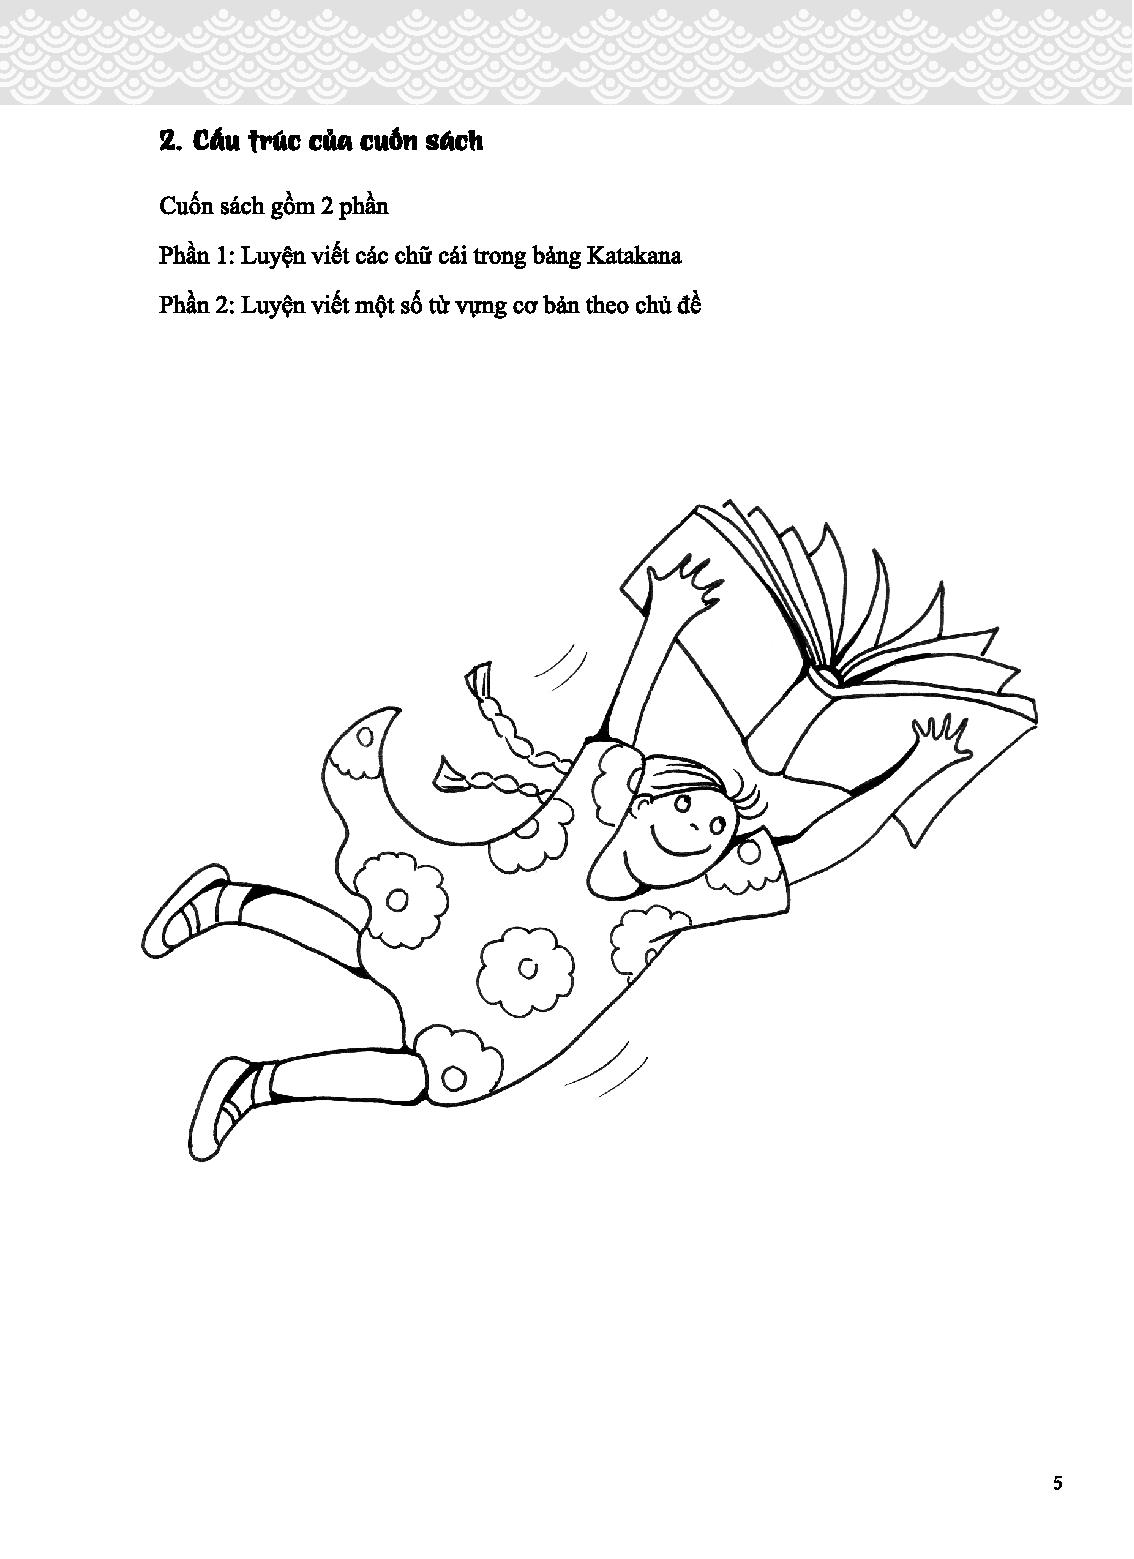 2. Cấu trúc của cuốn sách
Cuốn sách gồm 2 phần
Phần 1: Luyện viết các chữ cái trong bảng Katakana
Phần 2: Luyện viết một số từ vựng cơ bản theo chủ đề
5